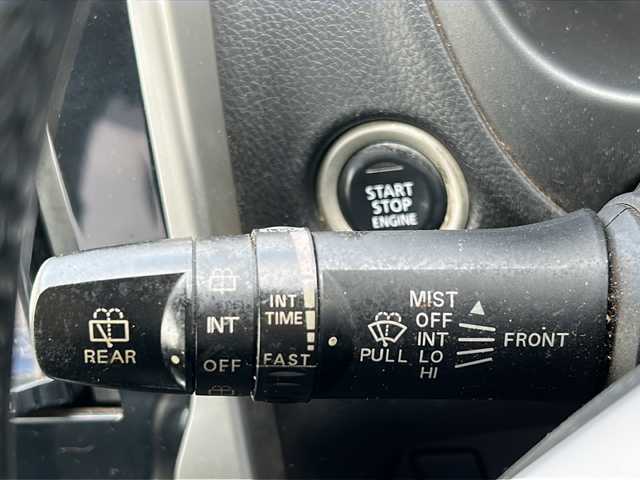 START
STOP
ENGINE
REAR
INT
OFF
INT
TIME
FAST
PULL
MIST
OFF
INT
LO
HI
FRONT